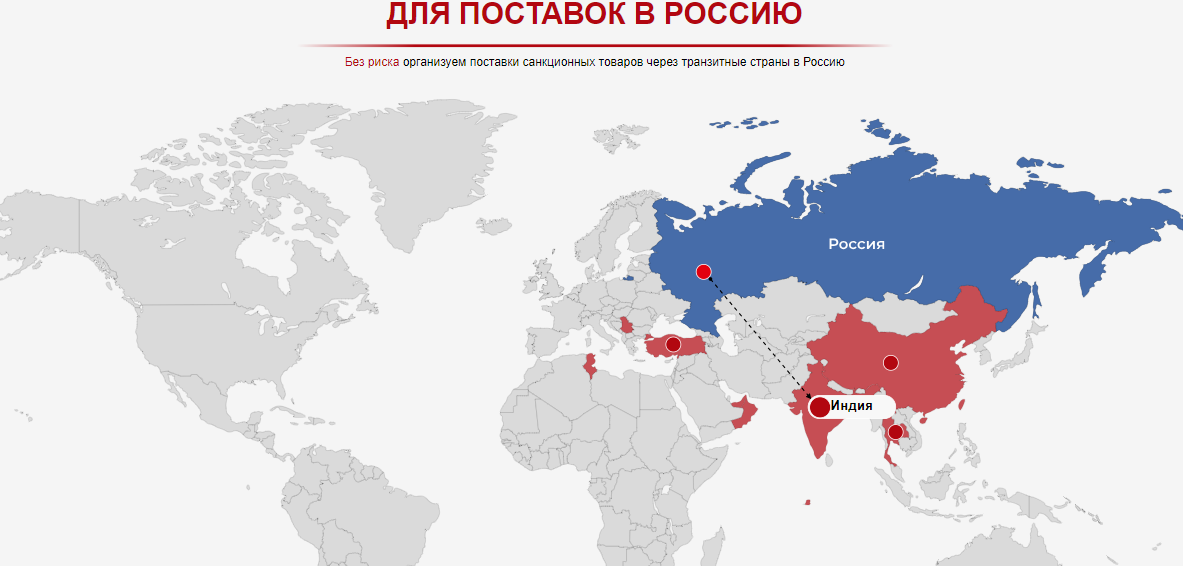 ДЛЯ ПОСТАВОК В РОССИЮ
Без риска организуем поставки санкционных товаров через транзитные страны в Россию
Россия
Индия